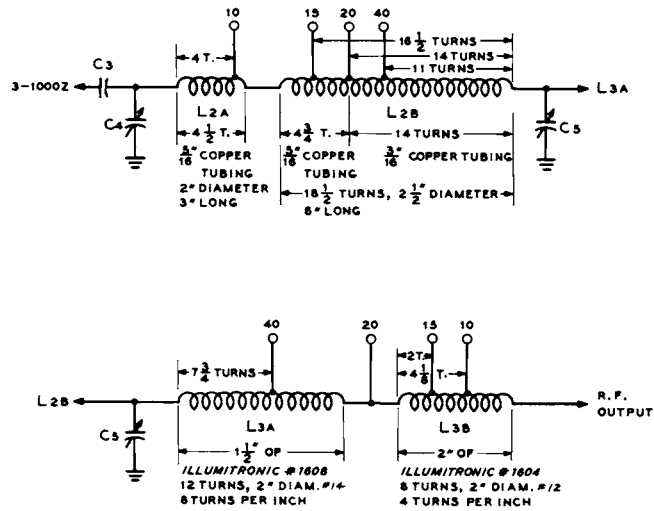 10 15 20 40
16 1/2 TURNS
4 T.
14 TURNS
11 TURNS
C3
3-1000Z
L3A
C4
L2A
L2B
C5
4 1/2 T.
4 3/4 T.
14 TURNS
5/16" COPPER
TUBING
2" DIAMETER
3" LONG
5/16" COPPER
TUBING
3/16" COPPER TUBING
18 1/2 TURNS, 2 1/2" DIAMETER
6" LONG
40 20 15 10
2T.
7 3/4 TURNS
4 1/8 T.
L2B
R.F.
OUTPUT
C5
L3A
L3B
1 1/2" OF
ILLUMITRONIC #1608
12 TURNS, 2" DIAM. #14
8 TURNS PER INCH
2" OF
ILLUMITRONIC #1604
8 TURNS, 2" DIAM. #12
4 TURNS PER INCH